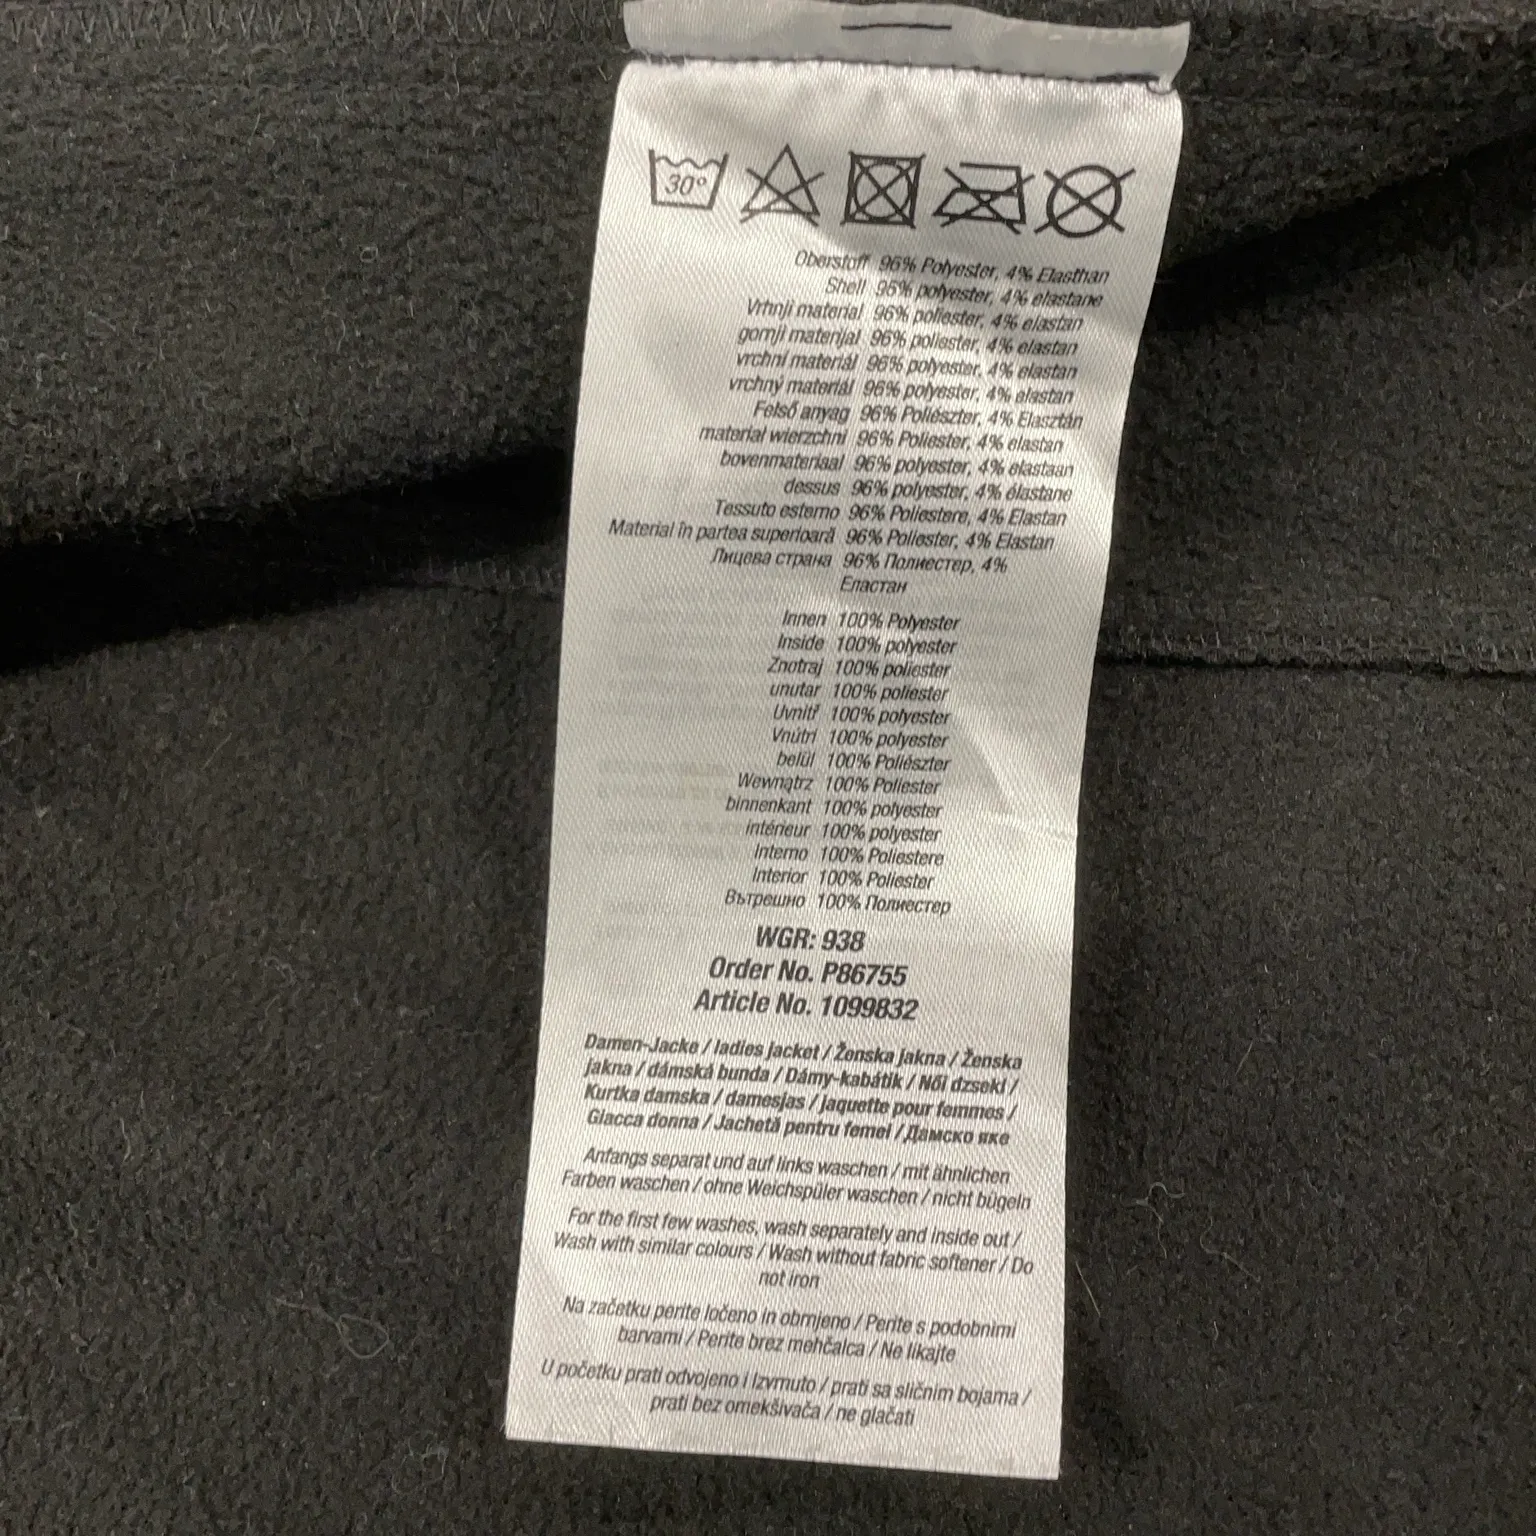 30°
Oberstoff 96% Polyester, 4% Elasthan
Shell 96% polyester, 4% elastane
Vrhnji material 96% poliester, 4% elastan
gornji materijal 96% poliester, 4% elastan
vrchní materiál 96% polyester, 4% elastan
vrchný materiál 96% polyester, 4% elastan
Felső anyag 96% Poliészter, 4% Elasztán
materiał wierzchni 96% Poliester, 4% elastan
bovenmateriaal 96% polyester, 4% elastaan
dessus 96% polyester, 4% élastane
Tessuto esterno 96% Poliestere, 4% Elastan
Material în partea superioară 96% Poliester, 4% Elastan
Лицева страна 96% Полиестер, 4%
Еластан
Innen 100% Polyester
Inside 100% polyester
Znotraj 100% poliester
unutar 100% poliester
Uvnitř 100% polyester
Vnútri 100% polyester
belül 100% Poliészter
Wewnątrz 100% Poliester
binnenkant 100% polyester
intérieur 100% polyester
Interno 100% Poliestere
Interior 100% Poliester
Вътрешно 100% Полиестер
WGR: 938
Order No. P86755
Article No. 1099832
Damen-Jacke / ladies jacket / Ženska jakna / Ženska
jakna / dámská bunda / Dámy-kabátik / Női dzseki /
Kurtka damska / damesjas / jaquette pour femmes /
Giacca donna / Jachetă pentru femei / Дамско яке
Anfangs separat und auf links waschen / mit ähnlichen
Farben waschen / ohne Weichspüler waschen / nicht bügeln
For the first few washes, wash separately and inside out /
Wash with similar colours / Wash without fabric softener / Do
not iron
Na začetku perite ločeno in obrnjeno / Perite s podobnimi
barvami / Perite brez mehčalca / Ne likajte
U početku prati odvojeno i izvrnuto / prati sa sličnim bojama /
prati bez omekšivača / ne glačati